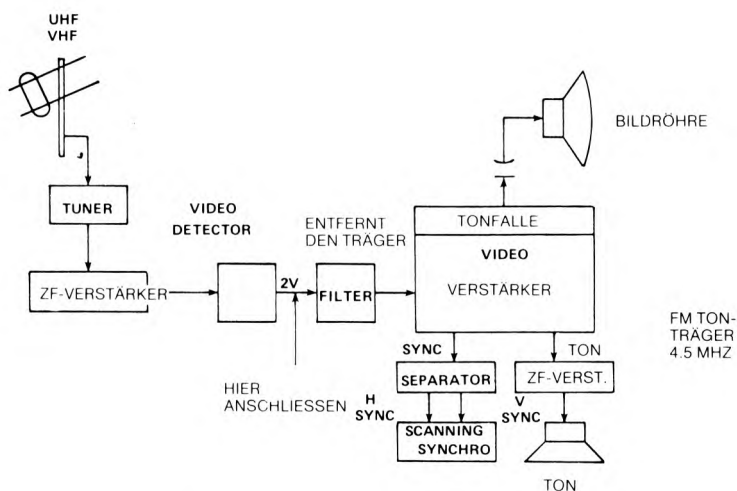 UHF
VHF
BILDRÖHRE
TUNER
VIDEO
DETECTOR
ENTFERNT
DEN TRÄGER
TONFALLE
VIDEO
VERSTÄRKER
ZF-VERSTÄRKER
2V
FILTER
FM TON-
TRÄGER
4.5 MHZ
SYNC
TON
HIER
ANSCHLIESSEN
SEPARATOR
ZF-VERST.
H
SYNC
V
SYNC
SCANNING
SYNCHRO
TON